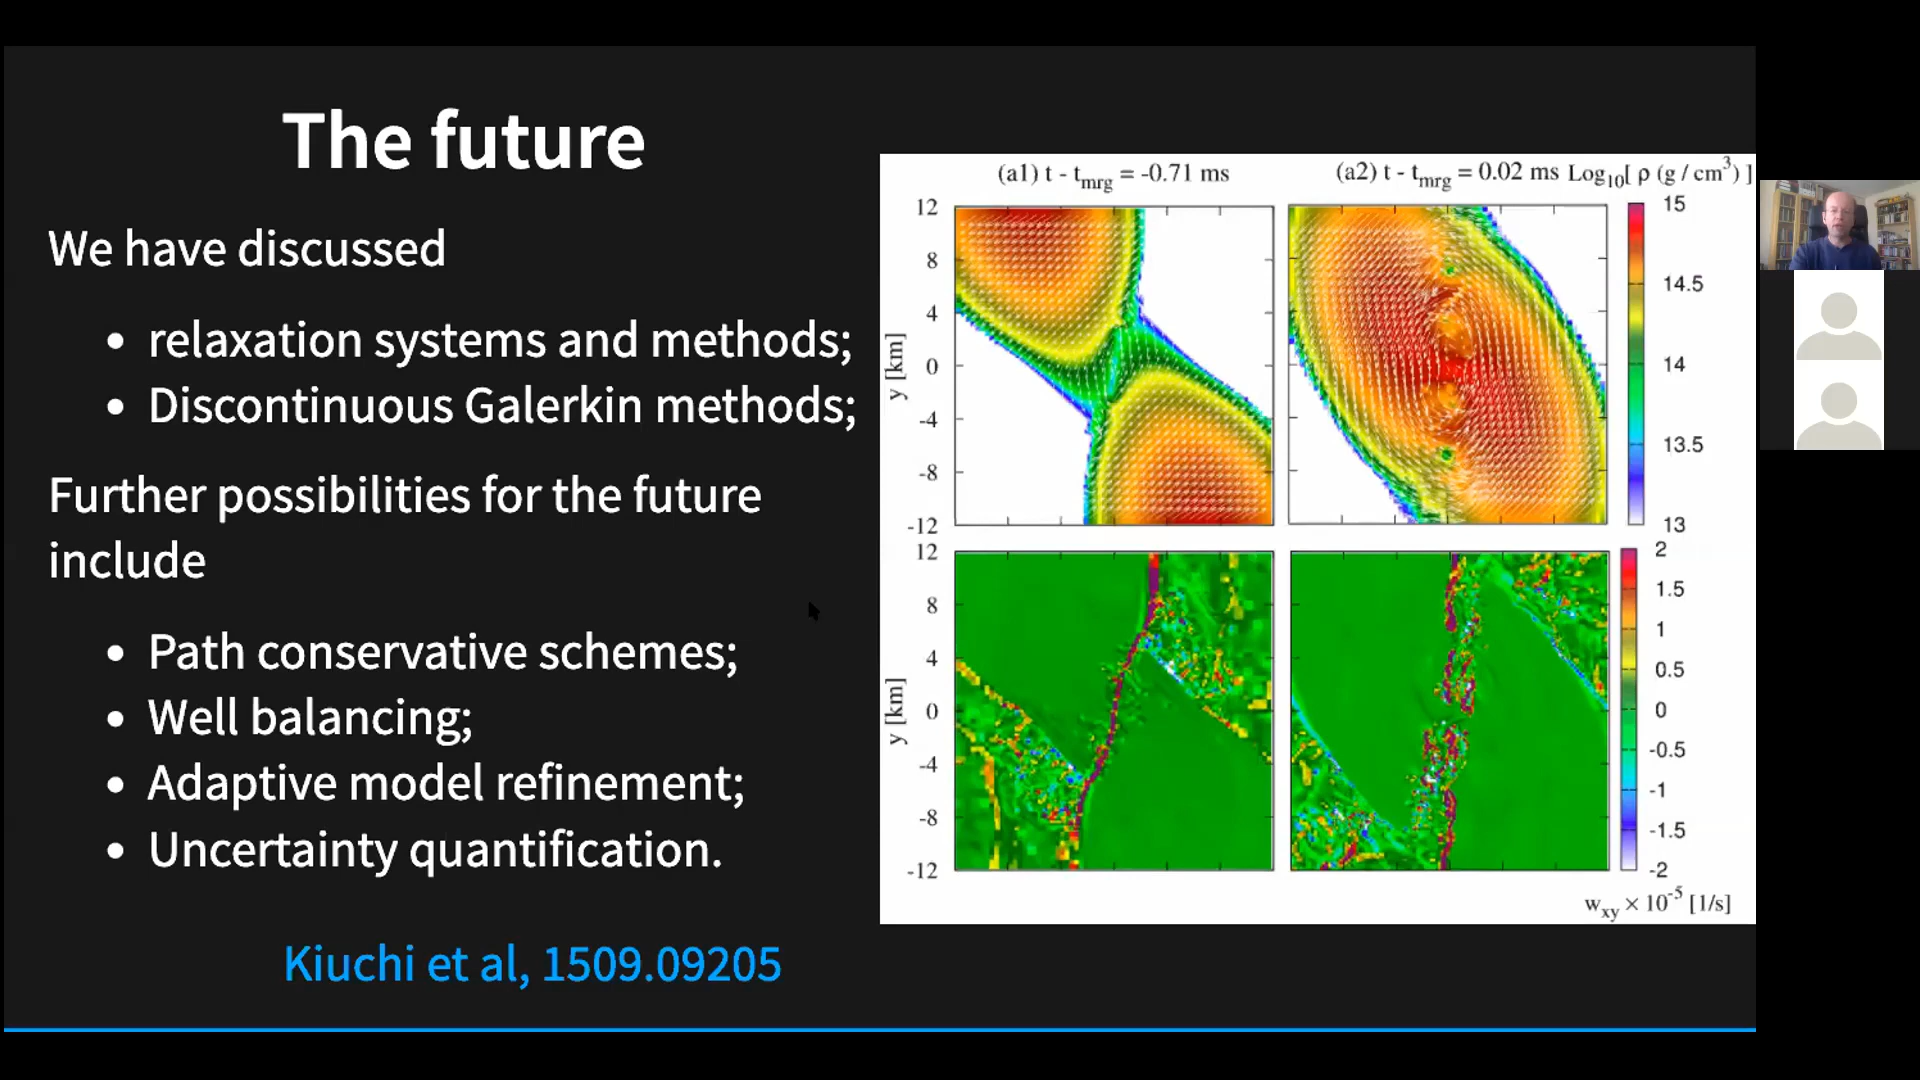 The future
We have discussed
• relaxation systems and methods;
• Discontinuous Galerkin methods;
Further possibilities for the future
include
• Path conservative schemes;
• Well balancing;
• Adaptive model refinement;
• Uncertainty quantification.
Kiuchi et al, 1509.09205
(a1) t - tmrg = -0.71 ms
(a2) t - tmrg = 0.02 ms
Log10[ ρ (g / cm3) ]
12
8
4
0
-4
-8
-12
y [km]
15
14.5
14
13.5
13
12
8
4
0
-4
-8
-12
y [km]
2
1.5
1
0.5
0
-0.5
-1
-1.5
-2
wxy × 10-5 [1/s]